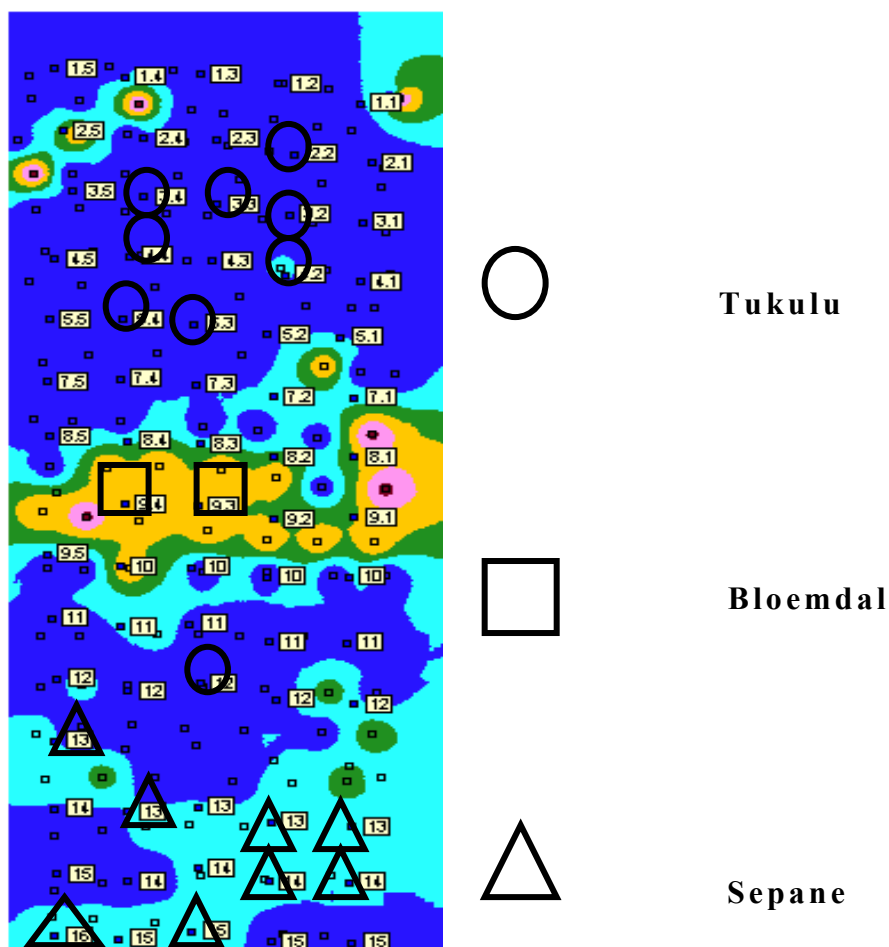 1.5 1.4 1.3 1.2
1.1
2.5 2.4 2.3 2.2 2.1
3.5 3.4 3.3 3.2 3.1
4.5 4.4 4.3 4.1
5.5 5.4 5.3 5.2 5.1
7.5 7.4 7.3 7.2 7.1
8.5 8.4 8.3 8.2 8.1
9.4 9.3 9.2 9.1
9.5 10 10 10 10
11 11 11 11 11
12 12 12 12 12
13
14 13 13 13 13
15 14 14 14 14
16 15 15 15 15
Tukulu
Bloemdal
Sepane